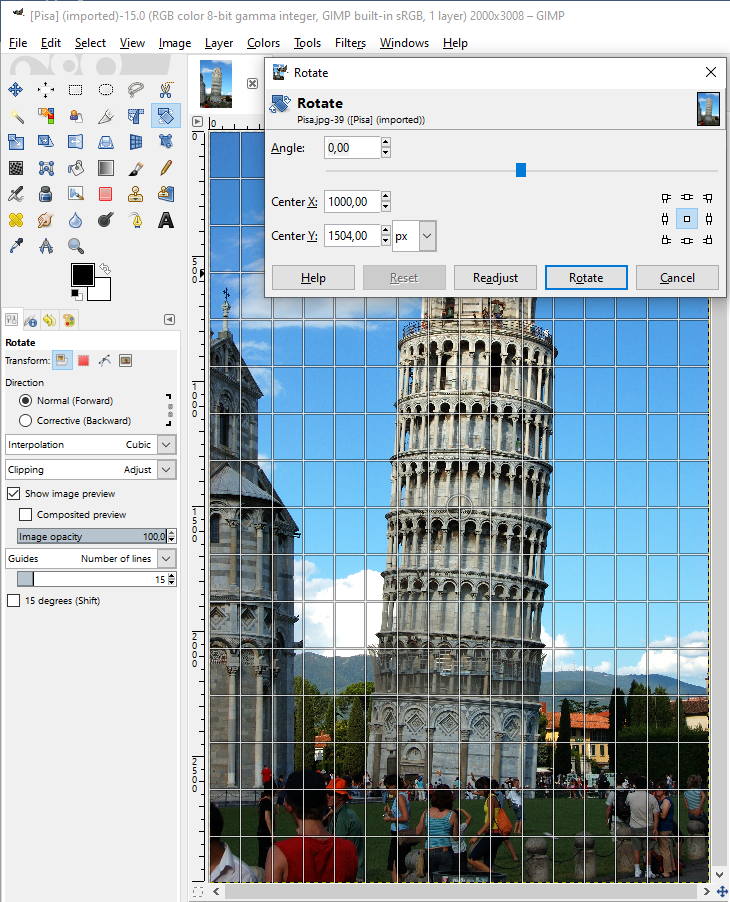 [Pisa] (imported)-15.0 (RGB color 8-bit gamma integer, GIMP built-in sRGB, 1 layer) 2000x3008 – GIMP
File Edit Select View Image Layer Colors Tools Filters Windows Help
Rotate
Rotate
Pisa.jpg-39 ([Pisa] (imported))
Angle: 0,00
Center X: 1000,00
Center Y: 1504,00 px
Help Reset Readjust Rotate Cancel
0
0
500
1000
1500
2000
2500
Rotate
Transform:
Direction
Normal (Forward)
Corrective (Backward)
Interpolation Cubic
Clipping Adjust
Show image preview
Composited preview
Image opacity 100,0
Guides Number of lines
15
15 degrees (Shift)